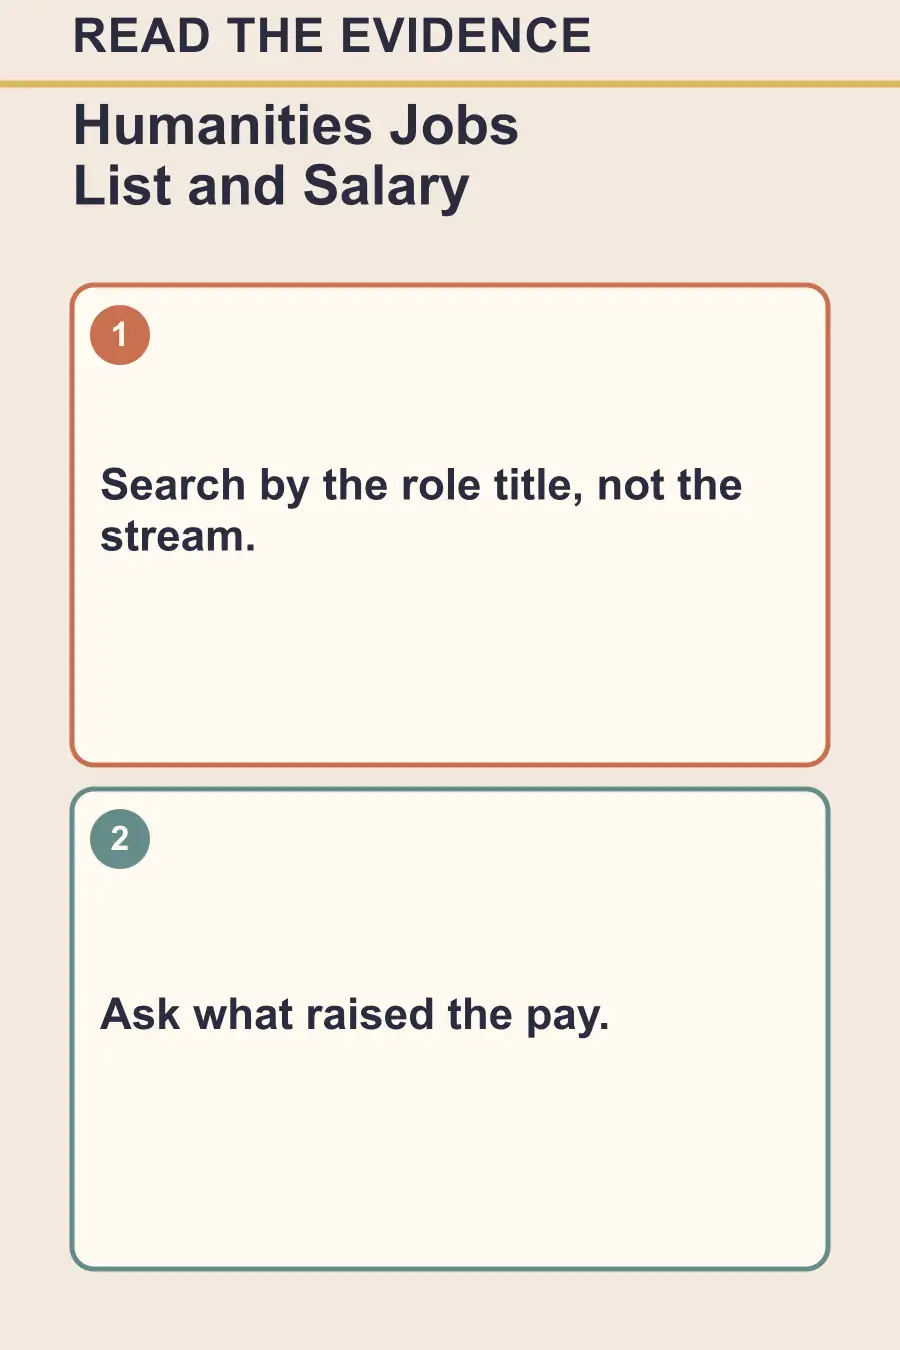 READ THE EVIDENCE
Humanities Jobs
List and Salary
1
Search by the role title, not the
stream.
2
Ask what raised the pay.